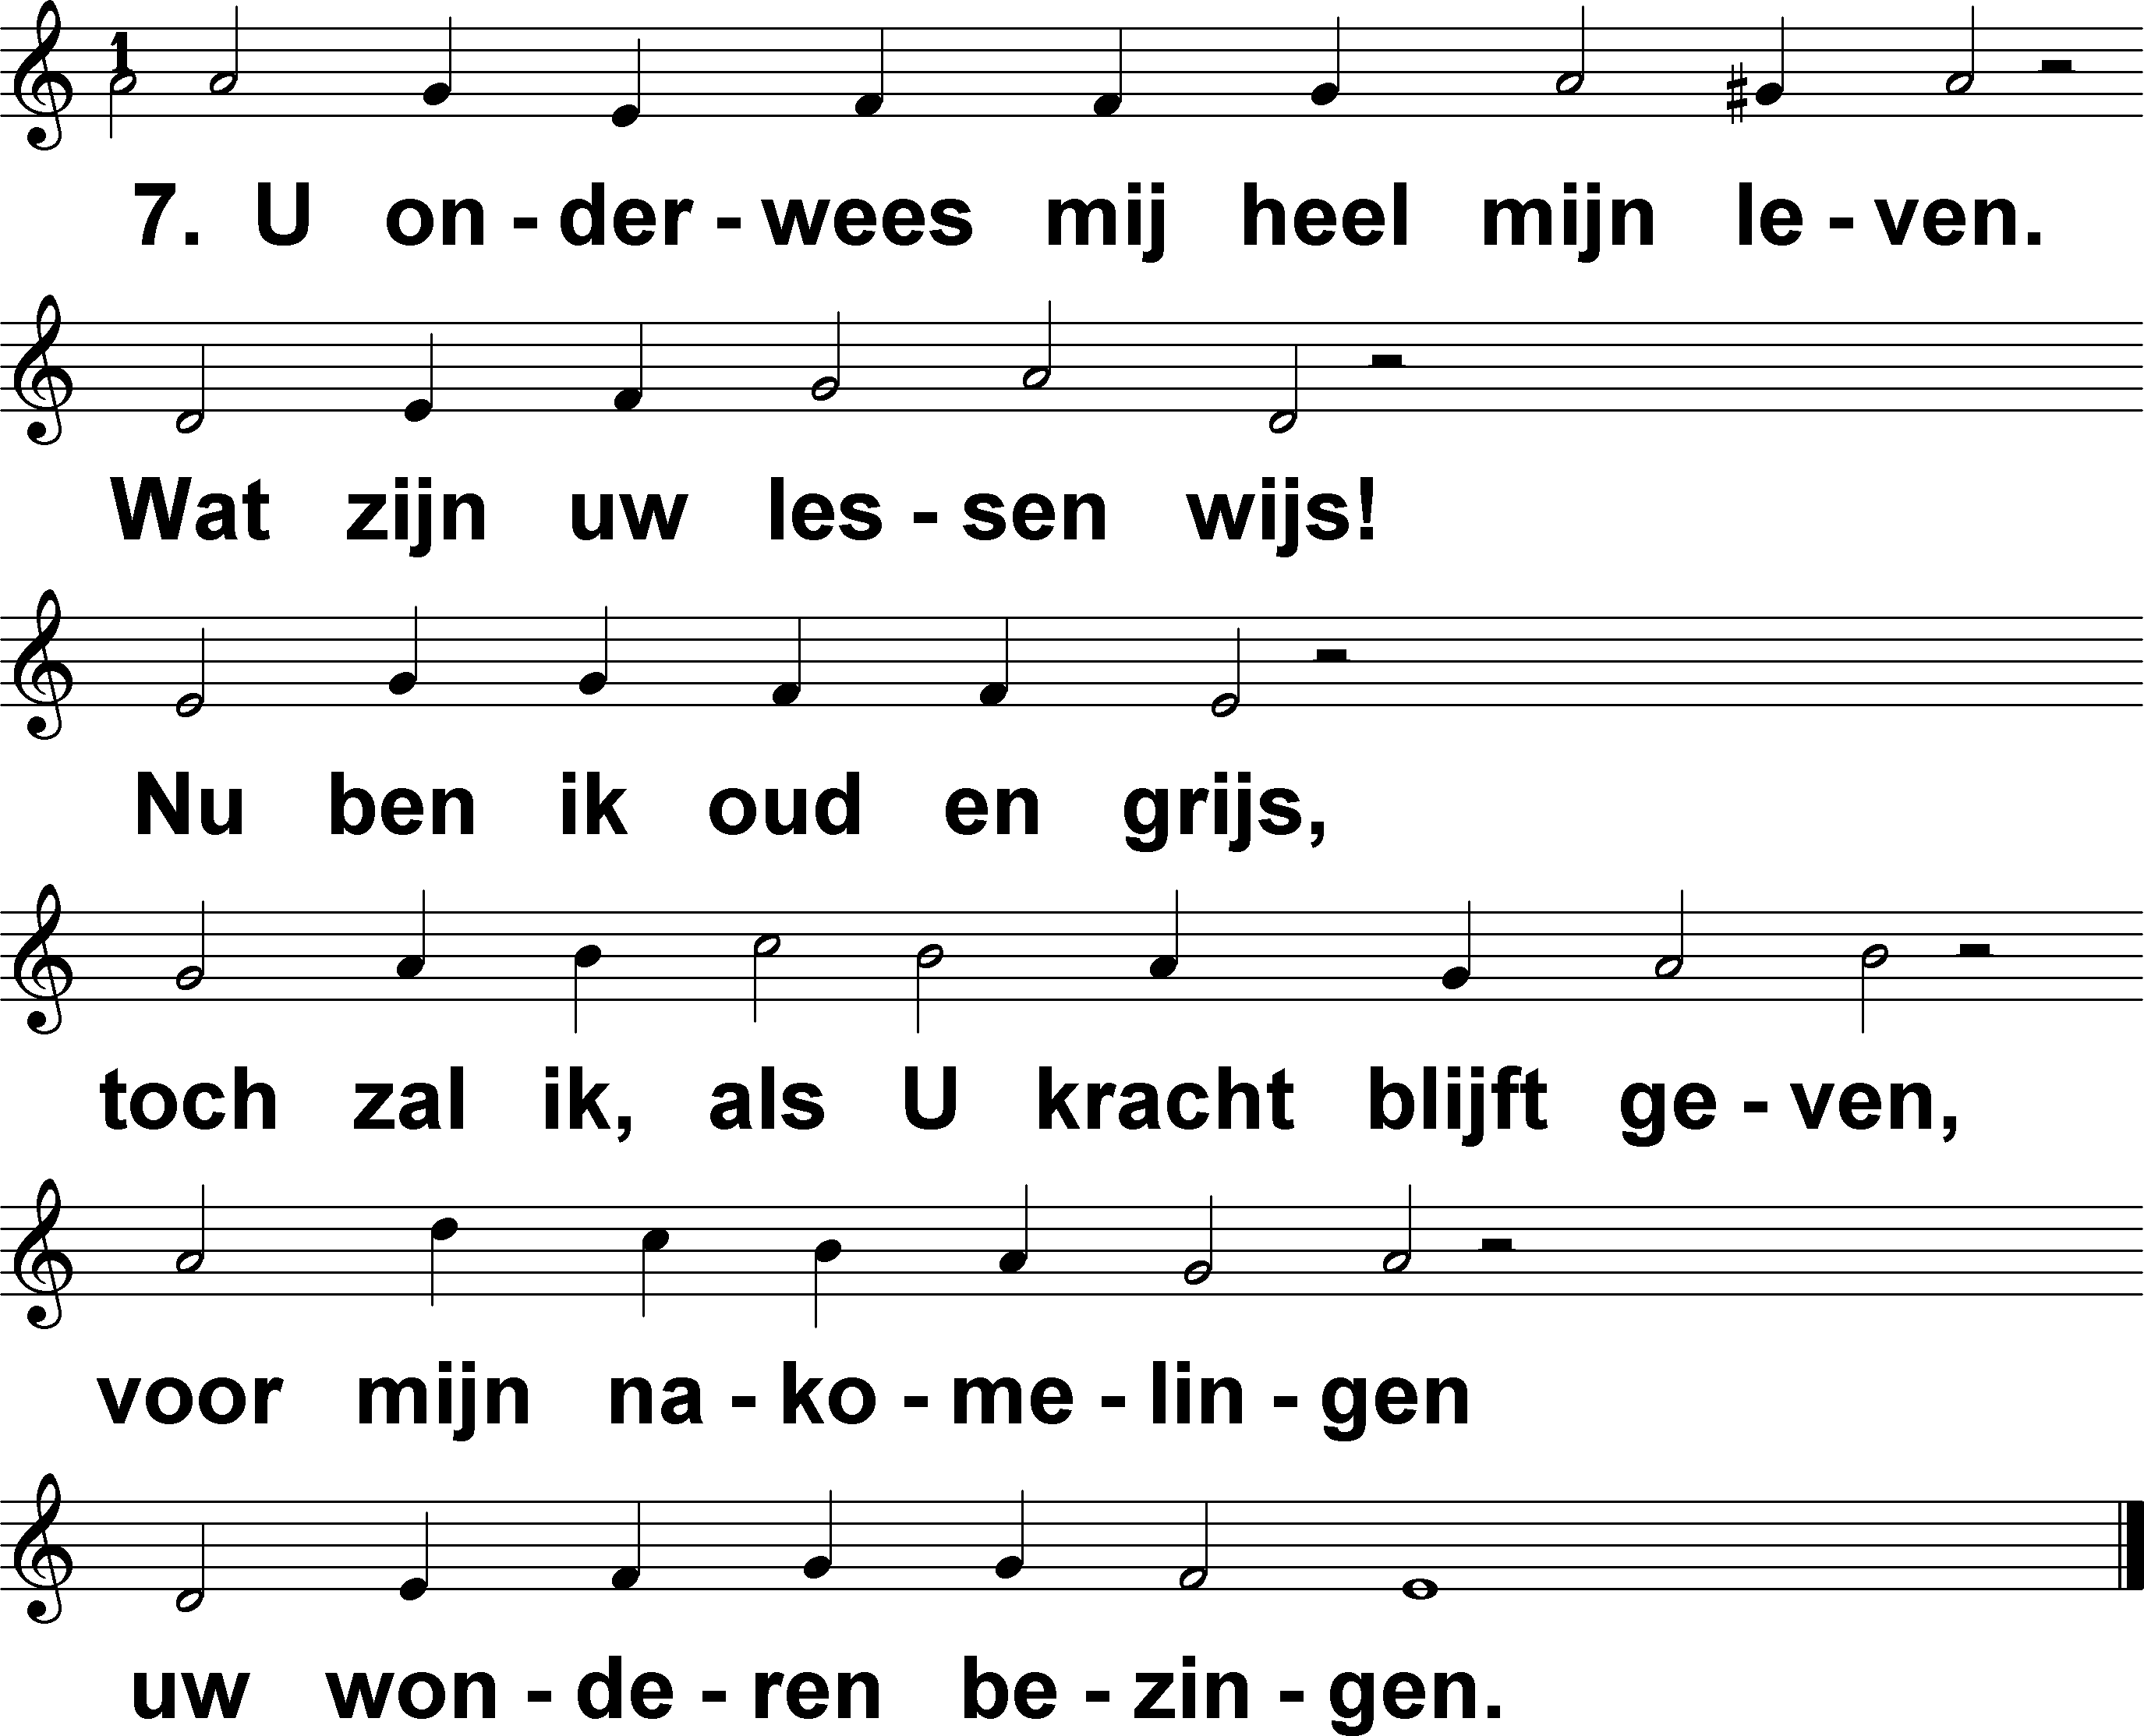 1
7. U on - der - wees mij heel mijn le - ven.
Wat zijn uw les - sen wijs!
Nu ben ik oud en grijs,
toch zal ik, als U kracht blijft ge - ven,
voor mijn na - ko - me - lin - gen
uw won - de - ren be - zin - gen.